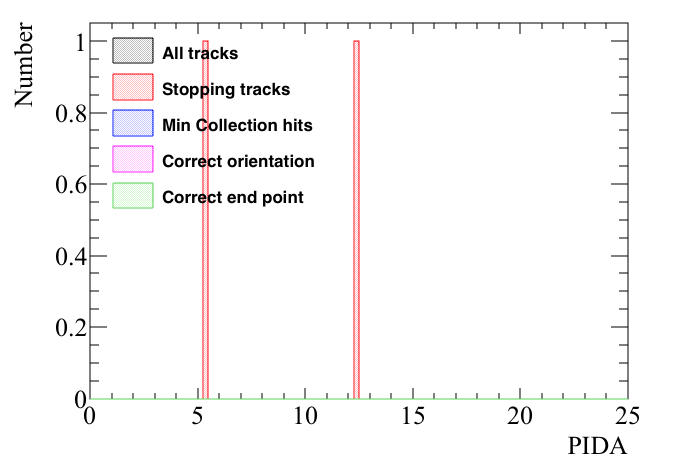 Number
1
0.8
0.6
0.4
0.2
0
All tracks
Stopping tracks
Min Collection hits
Correct orientation
Correct end point
0 5 10 15 20 25
PIDA